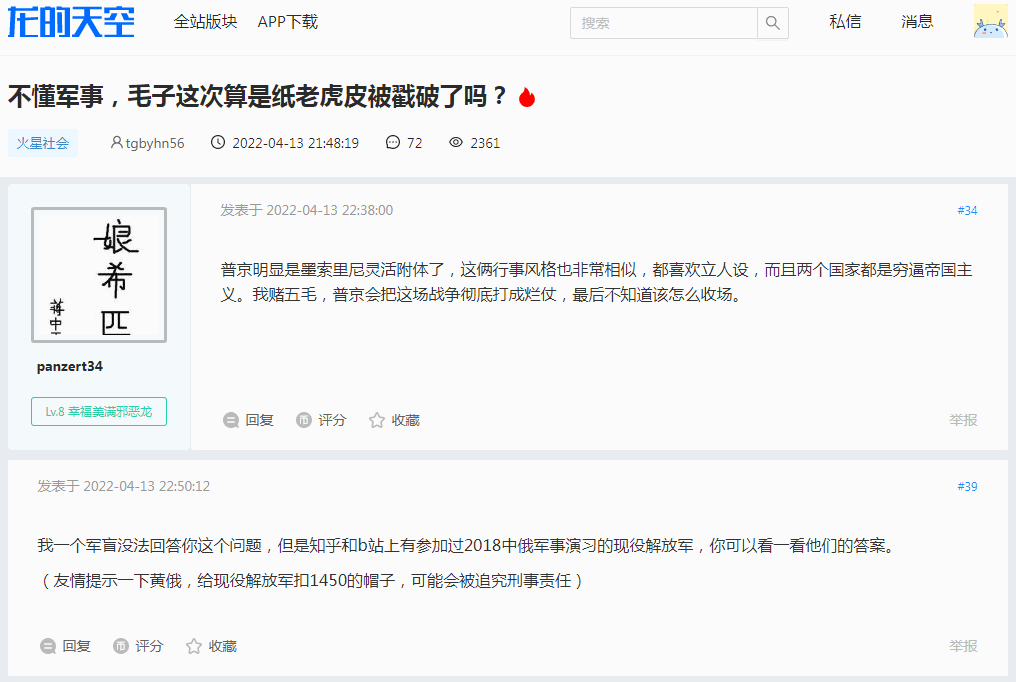 龙的天空 全站版块 APP下载 搜索 私信 消息
不懂军事，毛子这次算是纸老虎皮被戳破了吗？
火星社会 tgbyhn56 2022-04-13 21:48:19 72 2361
发表于 2022-04-13 22:38:00 #34
娘
希
匹
蒋中正
普京明显是墨索里尼灵活附体了，这俩行事风格也非常相似，都喜欢立人设，而且两个国家都是穷逼帝国主
义。我赌五毛，普京会把这场战争彻底打成烂仗，最后不知道该怎么收场。
panzert34
Lv.8 幸福美满邪恶龙
回复 评分 收藏 举报
发表于 2022-04-13 22:50:12 #39
我一个军盲没法回答你这个问题，但是知乎和b站上有参加过2018中俄军事演习的现役解放军，你可以看一看他们的答案。
（友情提示一下黄俄，给现役解放军扣1450的帽子，可能会被追究刑事责任）
回复 评分 收藏 举报